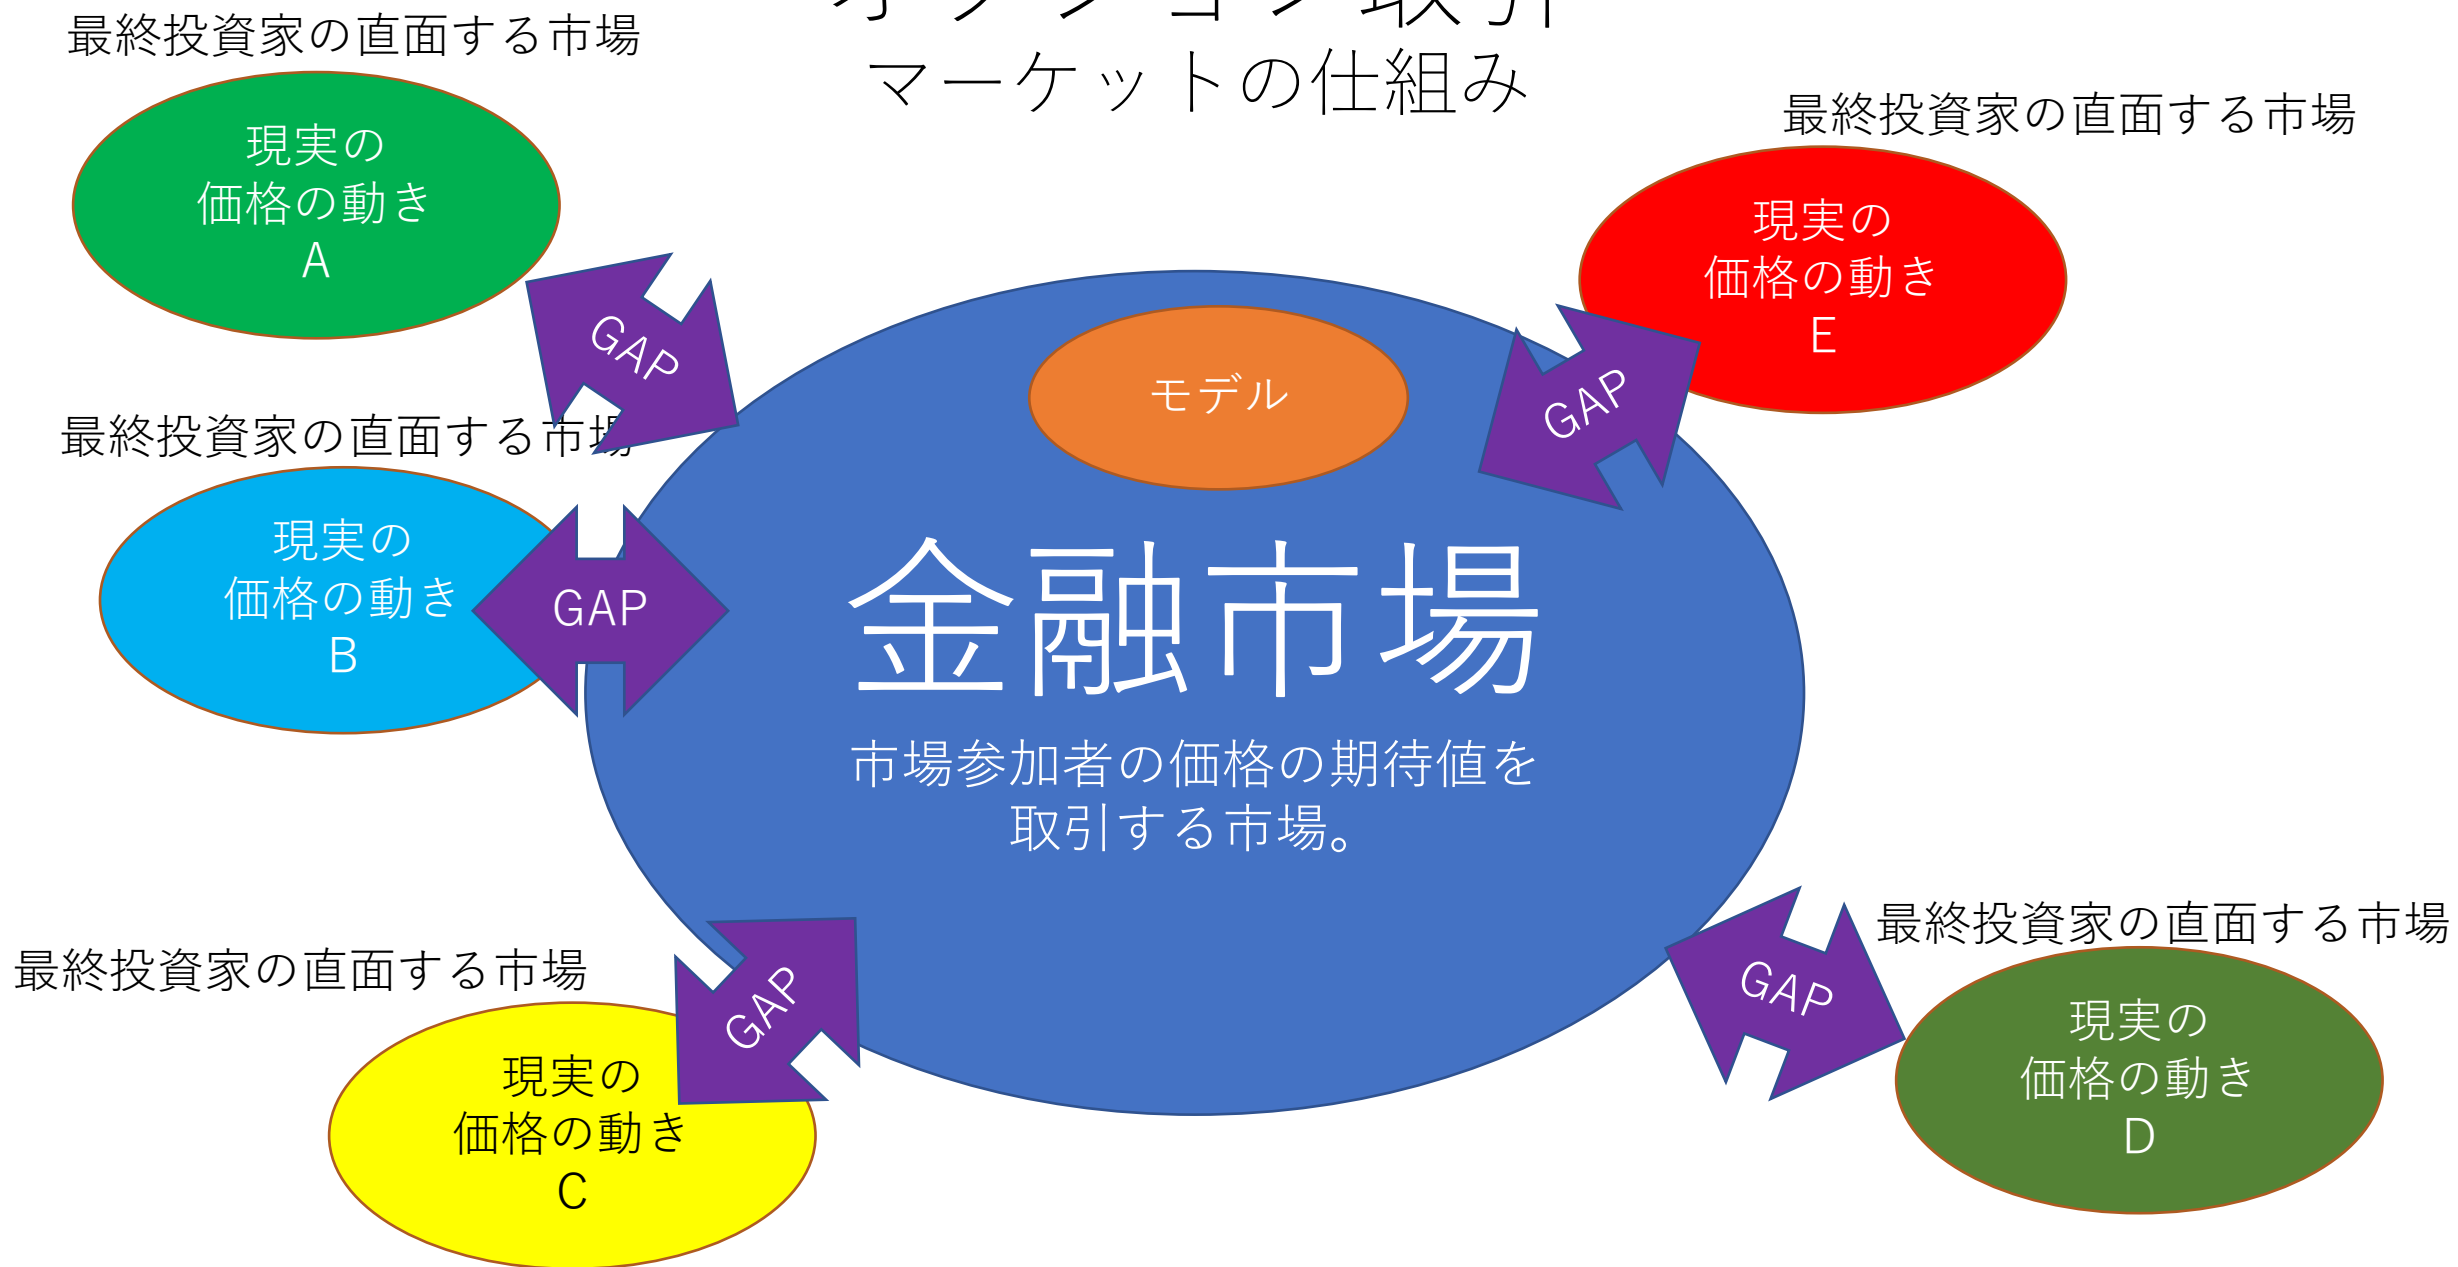 オプション取引
マーケットの仕組み
最終投資家の直面する市場
現実の
価格の動き
A
GAP
最終投資家の直面する市場
現実の
価格の動き
B
GAP
最終投資家の直面する市場
現実の
価格の動き
C
GAP
モデル
金融市場
市場参加者の価格の期待値を
取引する市場。
最終投資家の直面する市場
現実の
価格の動き
E
GAP
最終投資家の直面する市場
現実の
価格の動き
D
GAP